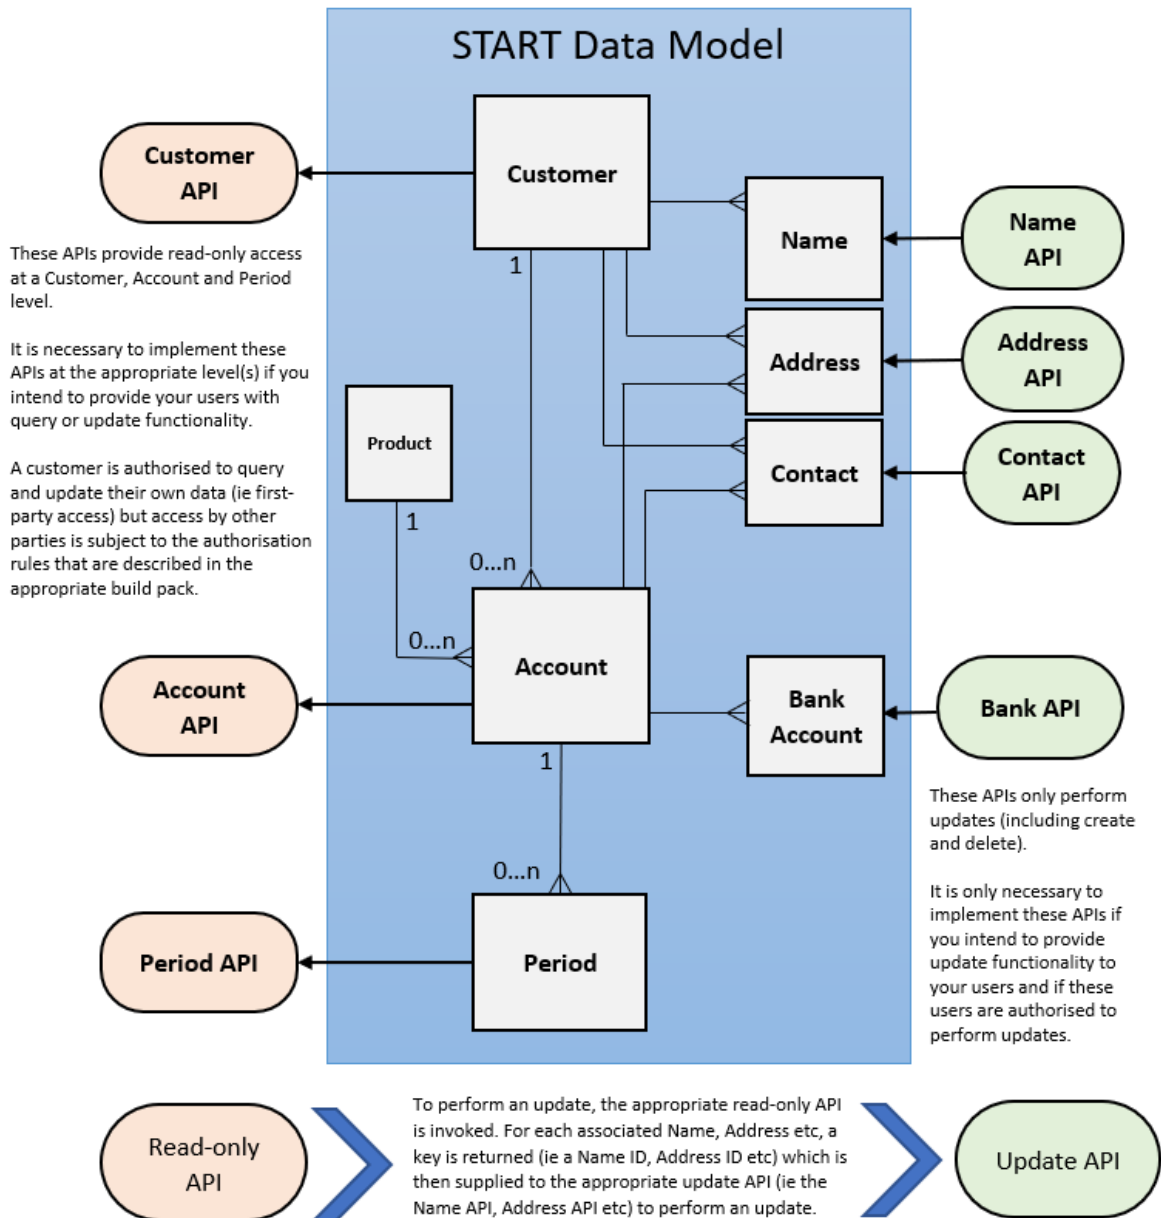 START Data Model
Customer
API
Customer
Name
Name
API
These APIs provide read-only access
at a Customer, Account and Period
level.
It is necessary to implement these
APIs at the appropriate level(s) if you
intend to provide your users with
query or update functionality.
A customer is authorised to query
and update their own data (ie first-
party access) but access by other
parties is subject to the authorisation
rules that are described in the
appropriate build pack.
1
Address
Address
API
Product
Contact
Contact
API
1
0...n
0...n
Account
API
Account
Bank
Account
Bank API
1
These APIs only perform
updates (including create
and delete).
It is only necessary to
implement these APIs if
you intend to provide
update functionality to
your users and if these
users are authorised to
perform updates.
0...n
Period API
Period
Read-only
API
To perform an update, the appropriate read-only API
is invoked. For each associated Name, Address etc, a
key is returned (ie a Name ID, Address ID etc) which is
then supplied to the appropriate update API (ie the
Name API, Address API etc) to perform an update.
Update API